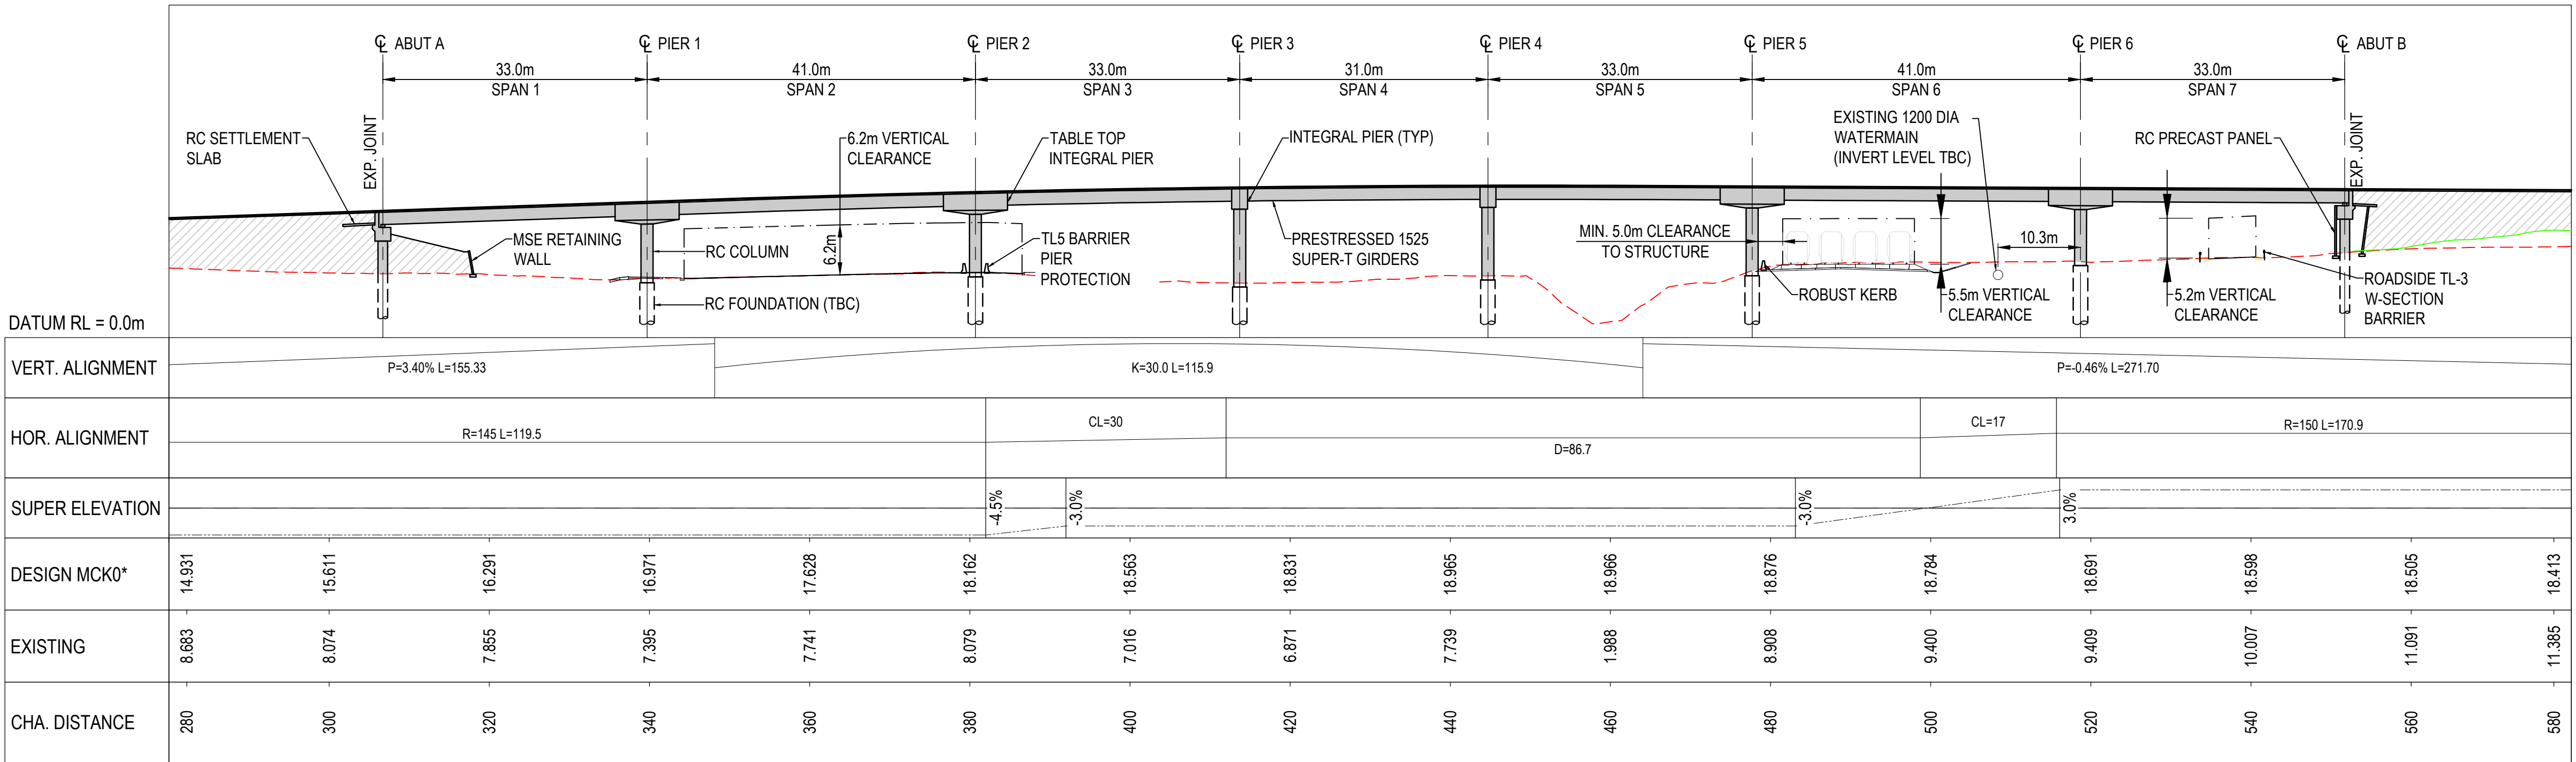 ℄ ABUT A
℄ PIER 1
℄ PIER 2
℄ PIER 3
℄ PIER 4
℄ PIER 5
℄ PIER 6
℄ ABUT B
33.0m
SPAN 1
41.0m
SPAN 2
33.0m
SPAN 3
31.0m
SPAN 4
33.0m
SPAN 5
41.0m
SPAN 6
33.0m
SPAN 7
RC SETTLEMENT
SLAB
EXP. JOINT
6.2m VERTICAL
CLEARANCE
TABLE TOP
INTEGRAL PIER
INTEGRAL PIER (TYP)
EXISTING 1200 DIA
WATERMAIN
(INVERT LEVEL TBC)
RC PRECAST PANEL
EXP. JOINT
MSE RETAINING
WALL
RC COLUMN
6.2m
TL5 BARRIER
PIER
PROTECTION
PRESTRESSED 1525
SUPER-T GIRDERS
MIN. 5.0m CLEARANCE
TO STRUCTURE
10.3m
RC FOUNDATION (TBC)
ROBUST KERB
5.5m VERTICAL
CLEARANCE
5.2m VERTICAL
CLEARANCE
ROADSIDE TL-3
W-SECTION
BARRIER
DATUM RL = 0.0m
VERT. ALIGNMENT
P=3.40% L=155.33
K=30.0 L=115.9
P=-0.46% L=271.70
HOR. ALIGNMENT
R=145 L=119.5
CL=30
D=86.7
CL=17
R=150 L=170.9
SUPER ELEVATION
-4.5%
-3.0%
-3.0%
3.0%
DESIGN MCK0*
14.931
15.611
16.291
16.971
17.628
18.162
18.563
18.831
18.965
18.966
18.876
18.784
18.691
18.598
18.505
18.413
EXISTING
8.683
8.074
7.855
7.395
7.741
8.079
7.016
6.871
7.739
1.988
8.908
9.400
9.409
10.007
11.091
11.385
CHA. DISTANCE
280
300
320
340
360
380
400
420
440
460
480
500
520
540
560
580